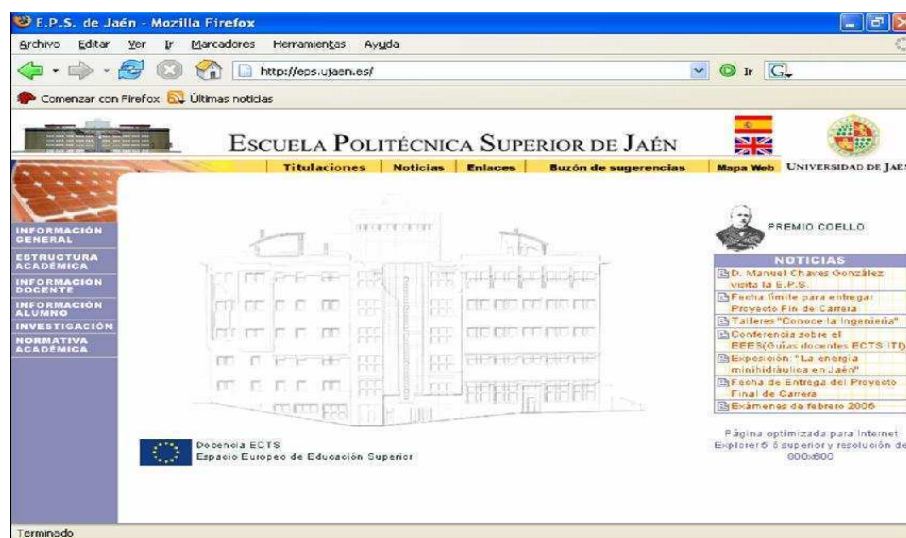 E.P.S. de Jaén - Mozilla Firefox
Archivo Editar Ver Ir Marcadores Herramientas Ayuda
http://eps.ujaen.es/ Ir G
Comenzar con Firefox Últimas noticias
ESCUELA POLITÉCNICA SUPERIOR DE JAÉN
Titulaciones Noticias Enlaces Buzón de sugerencias Mapa Web UNIVERSIDAD DE JAÉN
INFORMACIÓN
GENERAL
ESTRUCTURA
ACADÉMICA
INFORMACIÓN
DOCENTE
INFORMACIÓN
ALUMNO
INVESTIGACIÓN
NORMATIVA
ACADÉMICA
Docencia ECTS
Espacio Europeo de Educación Superior
PREMIO COELLO
NOTICIAS
D. Manuel Chaves González
visita la E.P.S.
Fecha límite para entregar
Proyecto Fin de Carrera
Talleres "Conoce la Ingeniería"
Conferencia sobre el
EEES(Guías docentes ECTS ITI)
Exposición: "La energía
minihidráulica en Jaén"
Fecha de Entrega del Proyecto
Final de Carrera
Exámenes de febrero 2006
Página optimizada para Internet
Explorer 5 ó superior y resolución de
800x600
Terminado